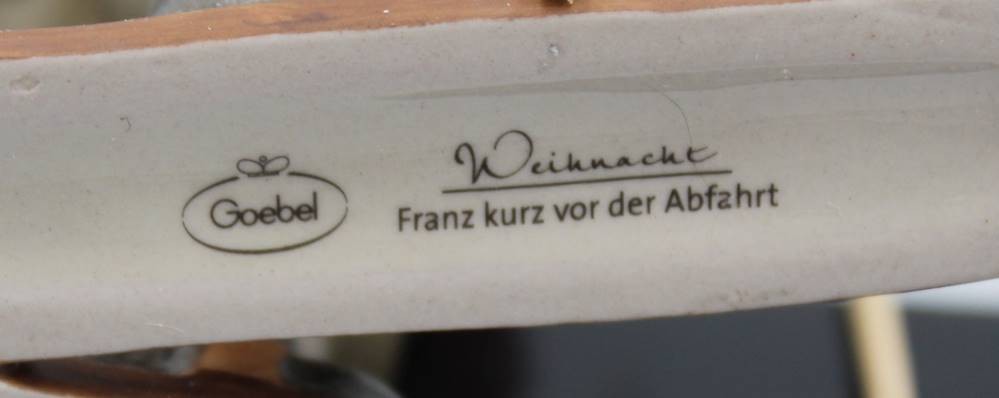 Goebel
Weihnacht
Franz kurz vor der Abfahrt